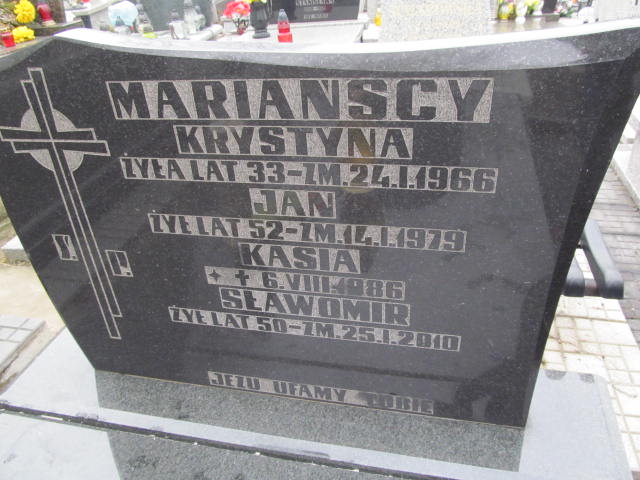 MARIANSCY
KRYSTYNA
ŻYŁA LAT 33-ZM.24.I.1966
JAN
ŻYŁ LAT 52-ZM.14.I.1979
KASIA
Ś. P.
6.VIII.1986
SŁAWOMIR
ŻYŁ LAT 50-ZM.25.I.2010
JEZU UFAMY TOBIE